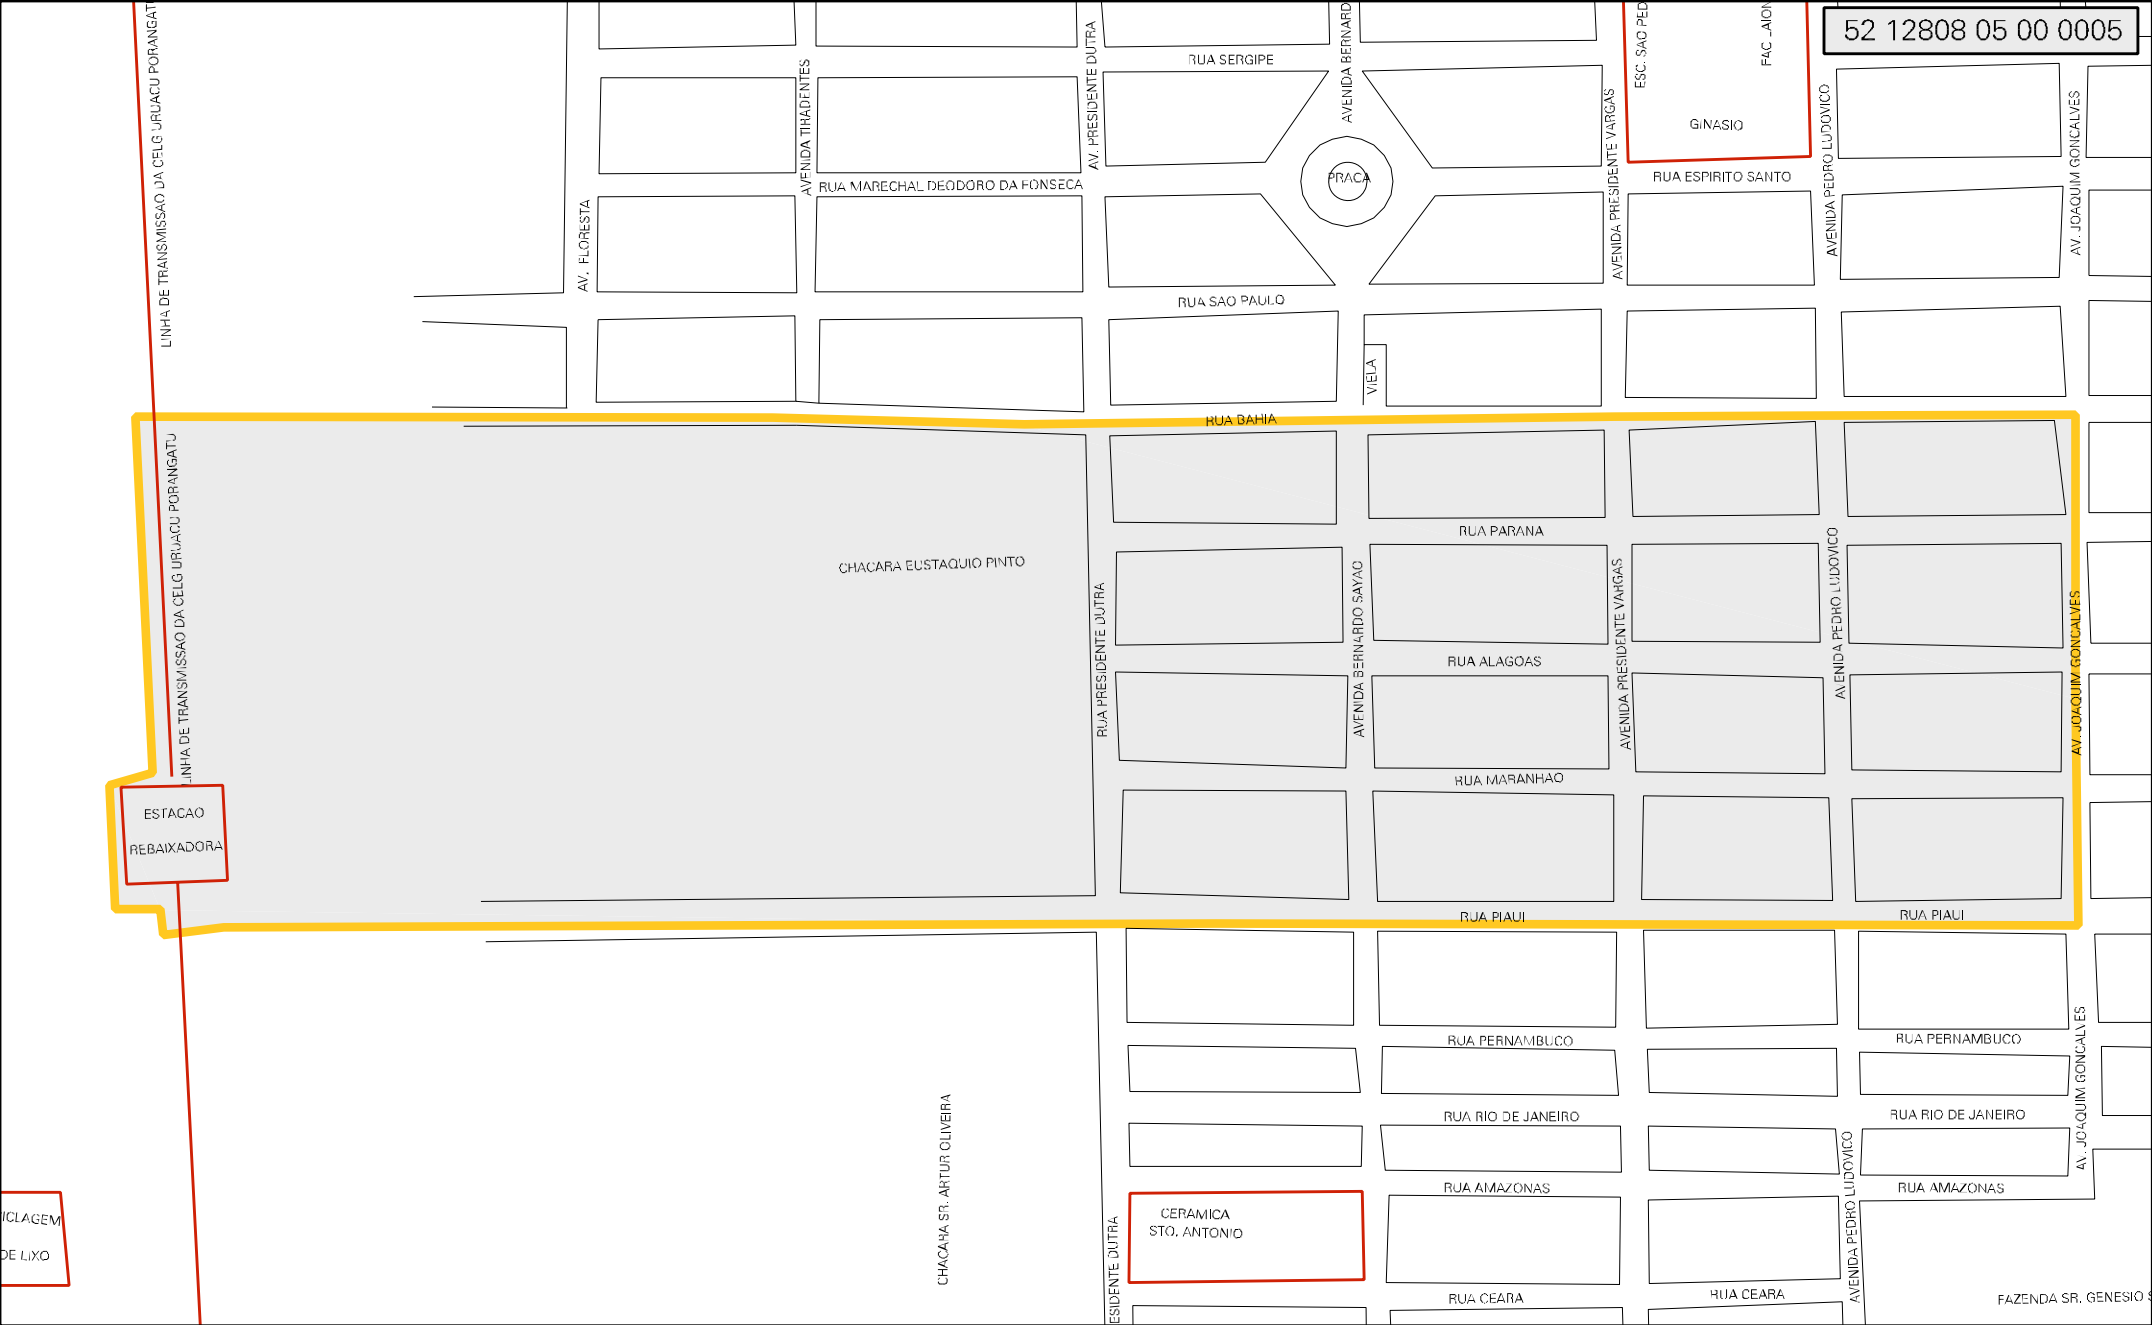 52 12808 05 00 0005
LINHA DE TRANSMISSAO DA CELG URUACU PORANGATU
AVENIDA TIRADENTES
AV. PRESIDENTE DUTRA
RUA SERGIPE
AVENIDA BERNARD
ESC. SAO PED
FAC
GINASIO
AVENIDA PRESIDENTE VARGAS
AVENIDA PEDRO LUDOVICO
AV. JOAQUIM GONCALVES
PRACA
RUA MARECHAL DEODORO DA FONSECA
RUA ESPIRITO SANTO
AV. FLORESTA
RUA SAO PAULO
VIELA
RUA BAHIA
LINHA DE TRANSMISSAO DA CELG URUACU PORANGATU
CHACARA EUSTAQUIO PINTO
RUA PARANA
RUA PRESIDENTE DUTRA
AVENIDA BERNARDO SAYAO
AVENIDA PRESIDENTE VARGAS
AVENIDA PEDRO LUDOVICO
AV. JOAQUIM GONCALVES
RUA ALAGOAS
RUA MARANHAO
ESTACAO
REBAIXADORA
RUA PIAUI
RUA PIAUI
RUA PERNAMBUCO
RUA PERNAMBUCO
AV. JOAQUIM GONCALVES
RUA RIO DE JANEIRO
RUA RIO DE JANEIRO
CHACARA SR. ARTUR OLIVEIRA
AVENIDA PEDRO LUDOVICO
RUA AMAZONAS
RUA AMAZONAS
CERAMICA
STO. ANTONIO
ICLAGEM
DE LIXO
ESIDENTE DUTRA
RUA CEARA
RUA CEARA
FAZENDA SR. GENESIO S